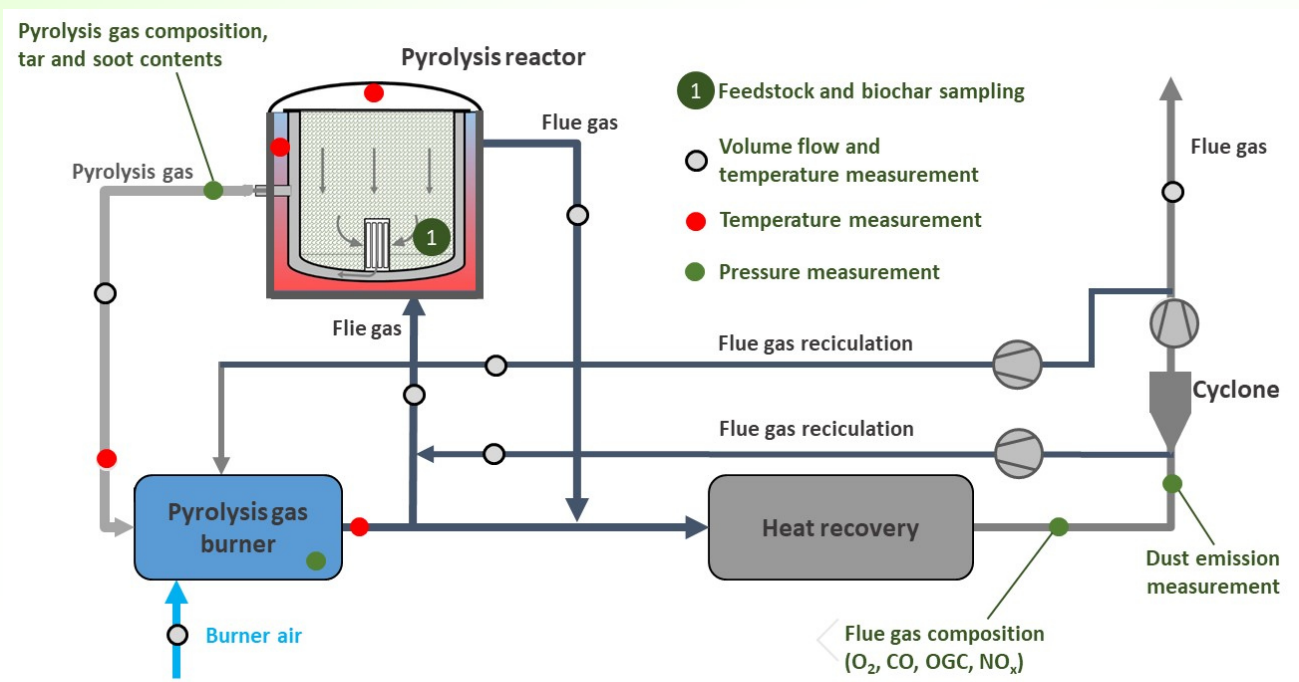 Pyrolysis gas composition,
tar and soot contents
Pyrolysis reactor
1 Feedstock and biochar sampling
Flue gas
Volume flow and
temperature measurement
Flue gas
Pyrolysis gas
Temperature measurement
1
Pressure measurement
Flie gas
Flue gas reciculation
Cyclone
Flue gas reciculation
Pyrolysis gas
burner
Heat recovery
Dust emission
measurement
Burner air
Flue gas composition
(O₂, CO, OGC, NOₓ)